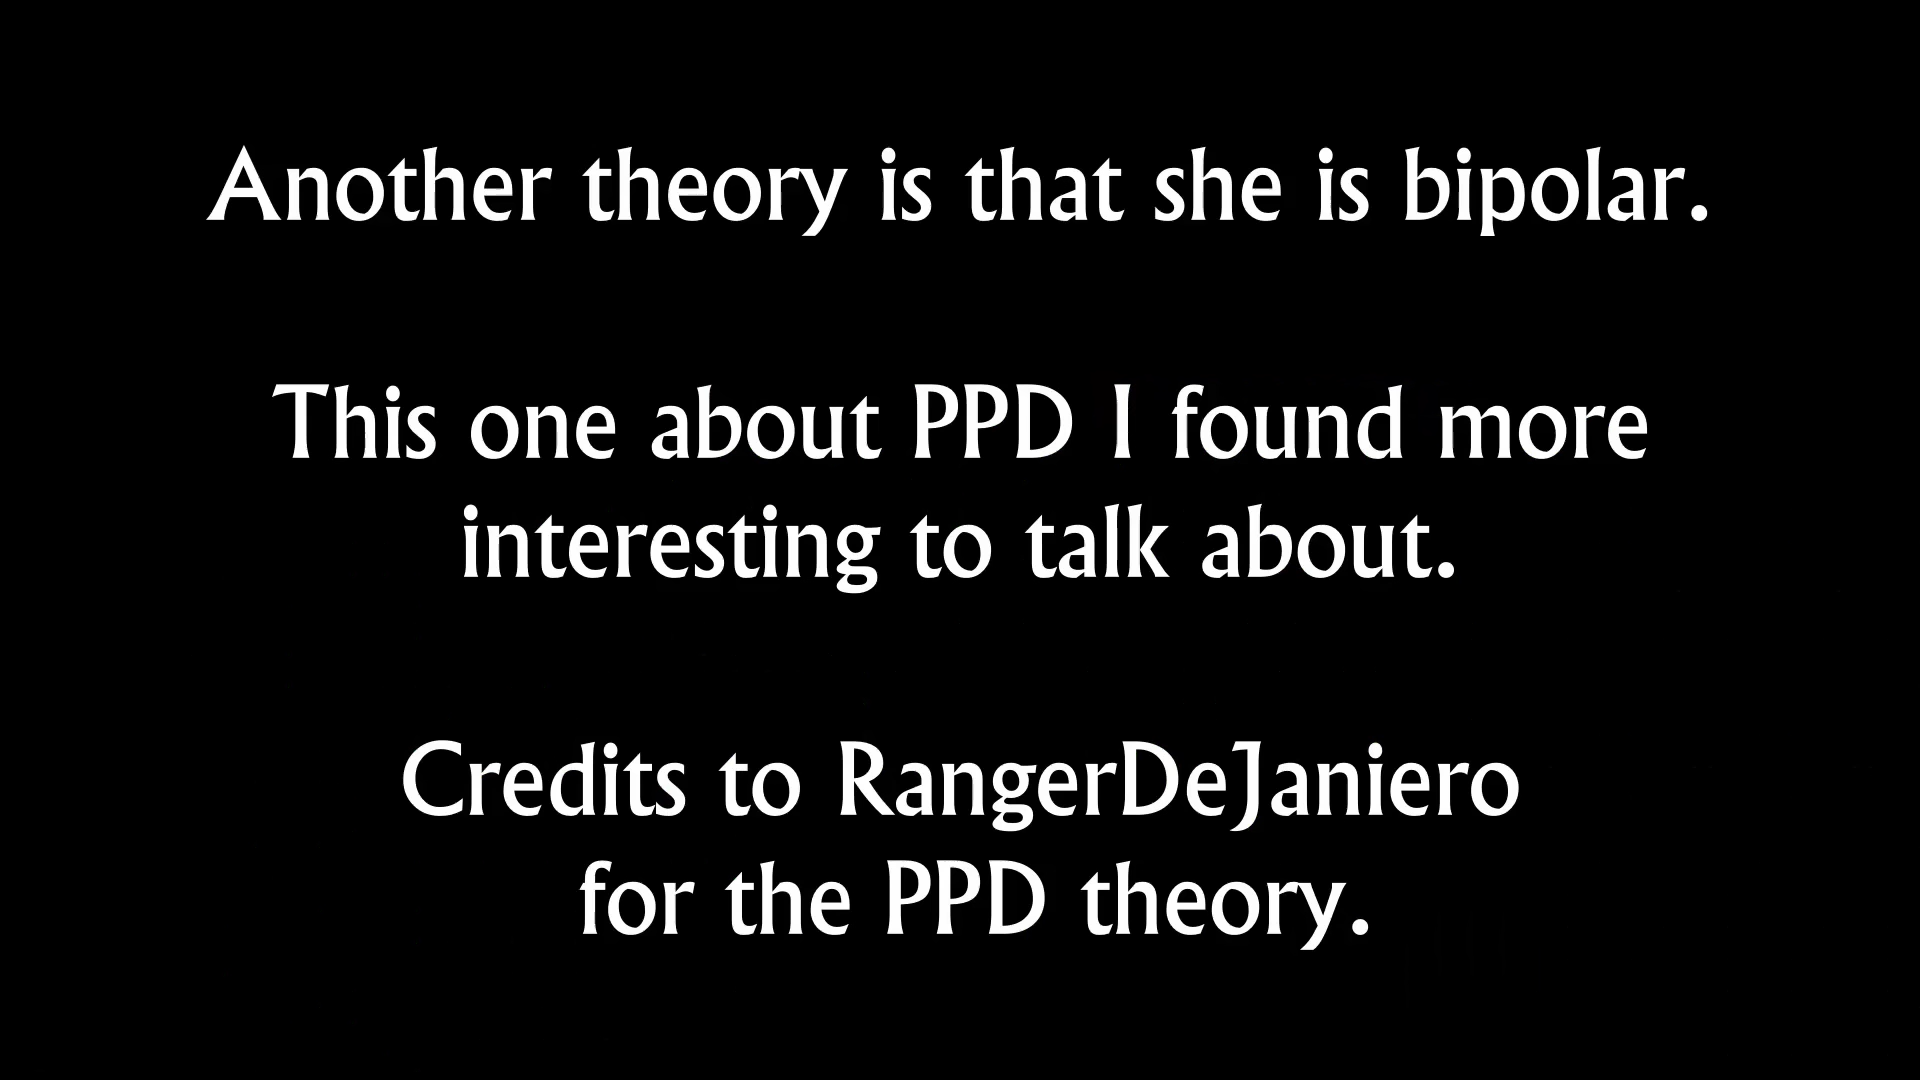 Another theory is that she is bipolar.
This one about PPD I found more
interesting to talk about.
Credits to RangerDeJaniero
for the PPD theory.